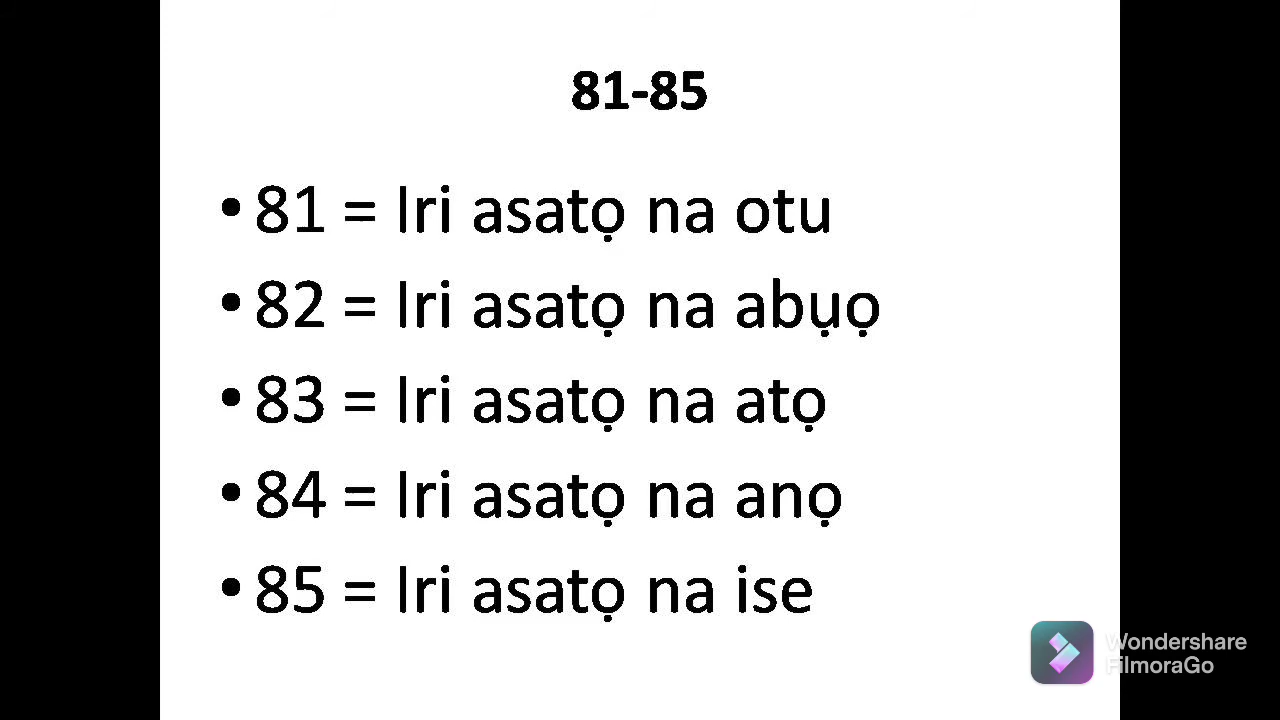 81-85
• 81 = Iri asatọ na otu
• 82 = Iri asatọ na abụọ
• 83 = Iri asatọ na atọ
• 84 = Iri asatọ na anọ
• 85 = Iri asatọ na ise
Wondershare
FilmoraGo